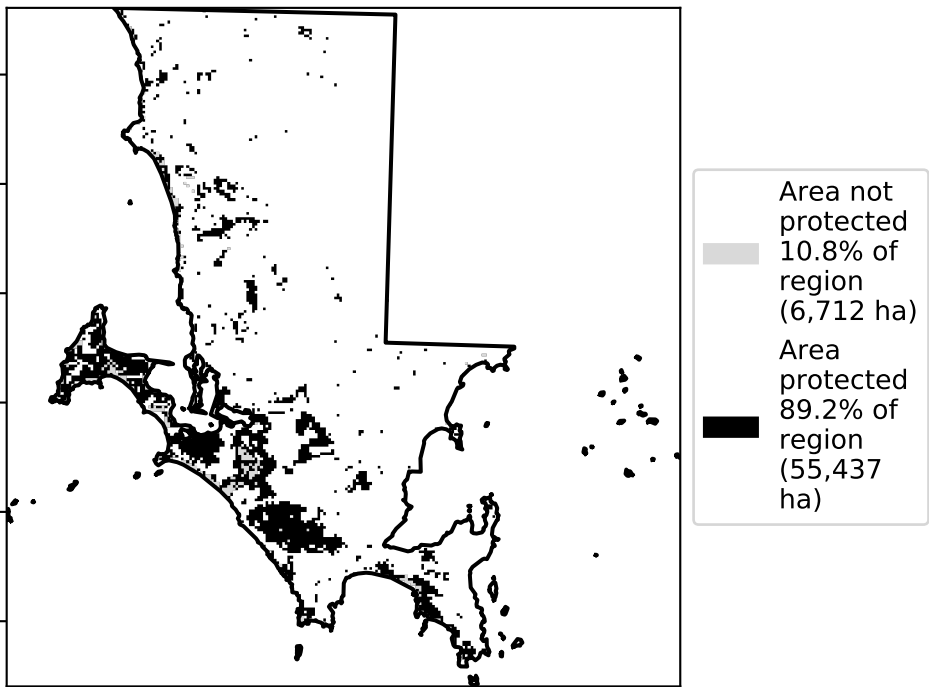 Area not
protected
10.8% of
region
(6,712 ha)
Area
protected
89.2% of
region
(55,437
ha)